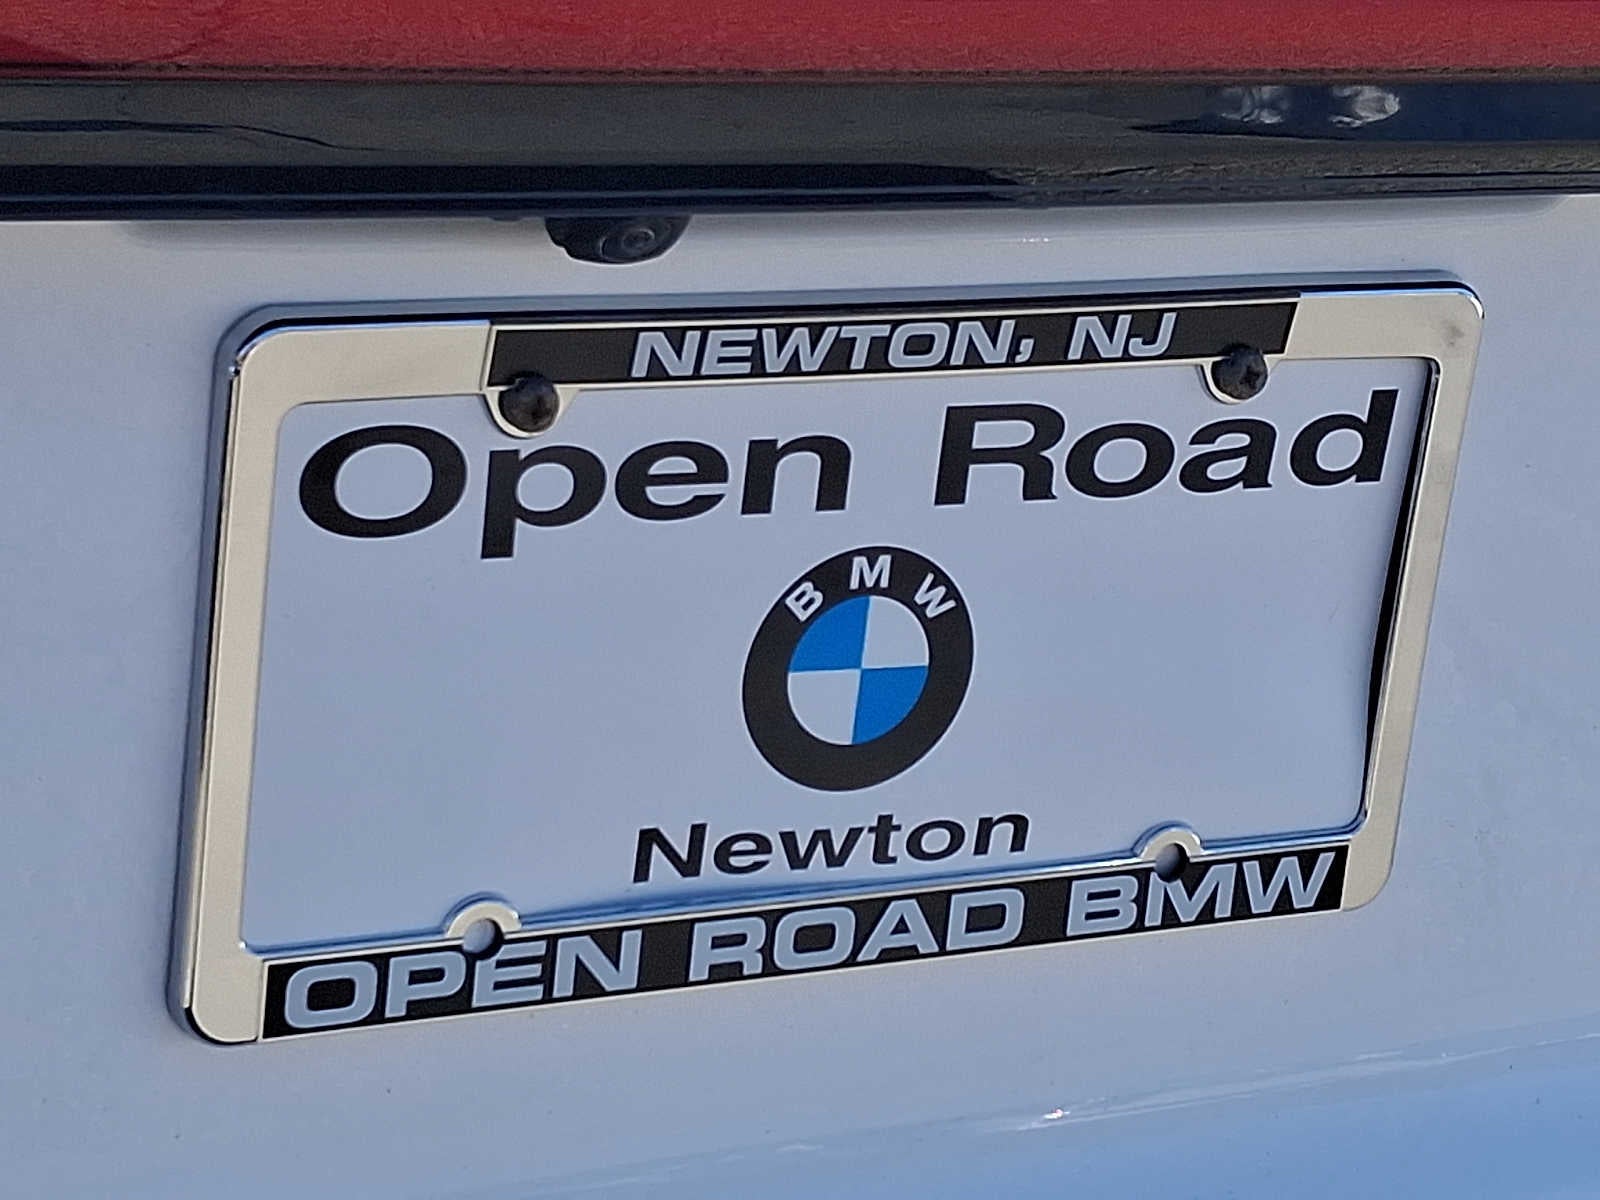 NEWTON, NJ
Open Road
BMW
Newton
OPEN ROAD BMW